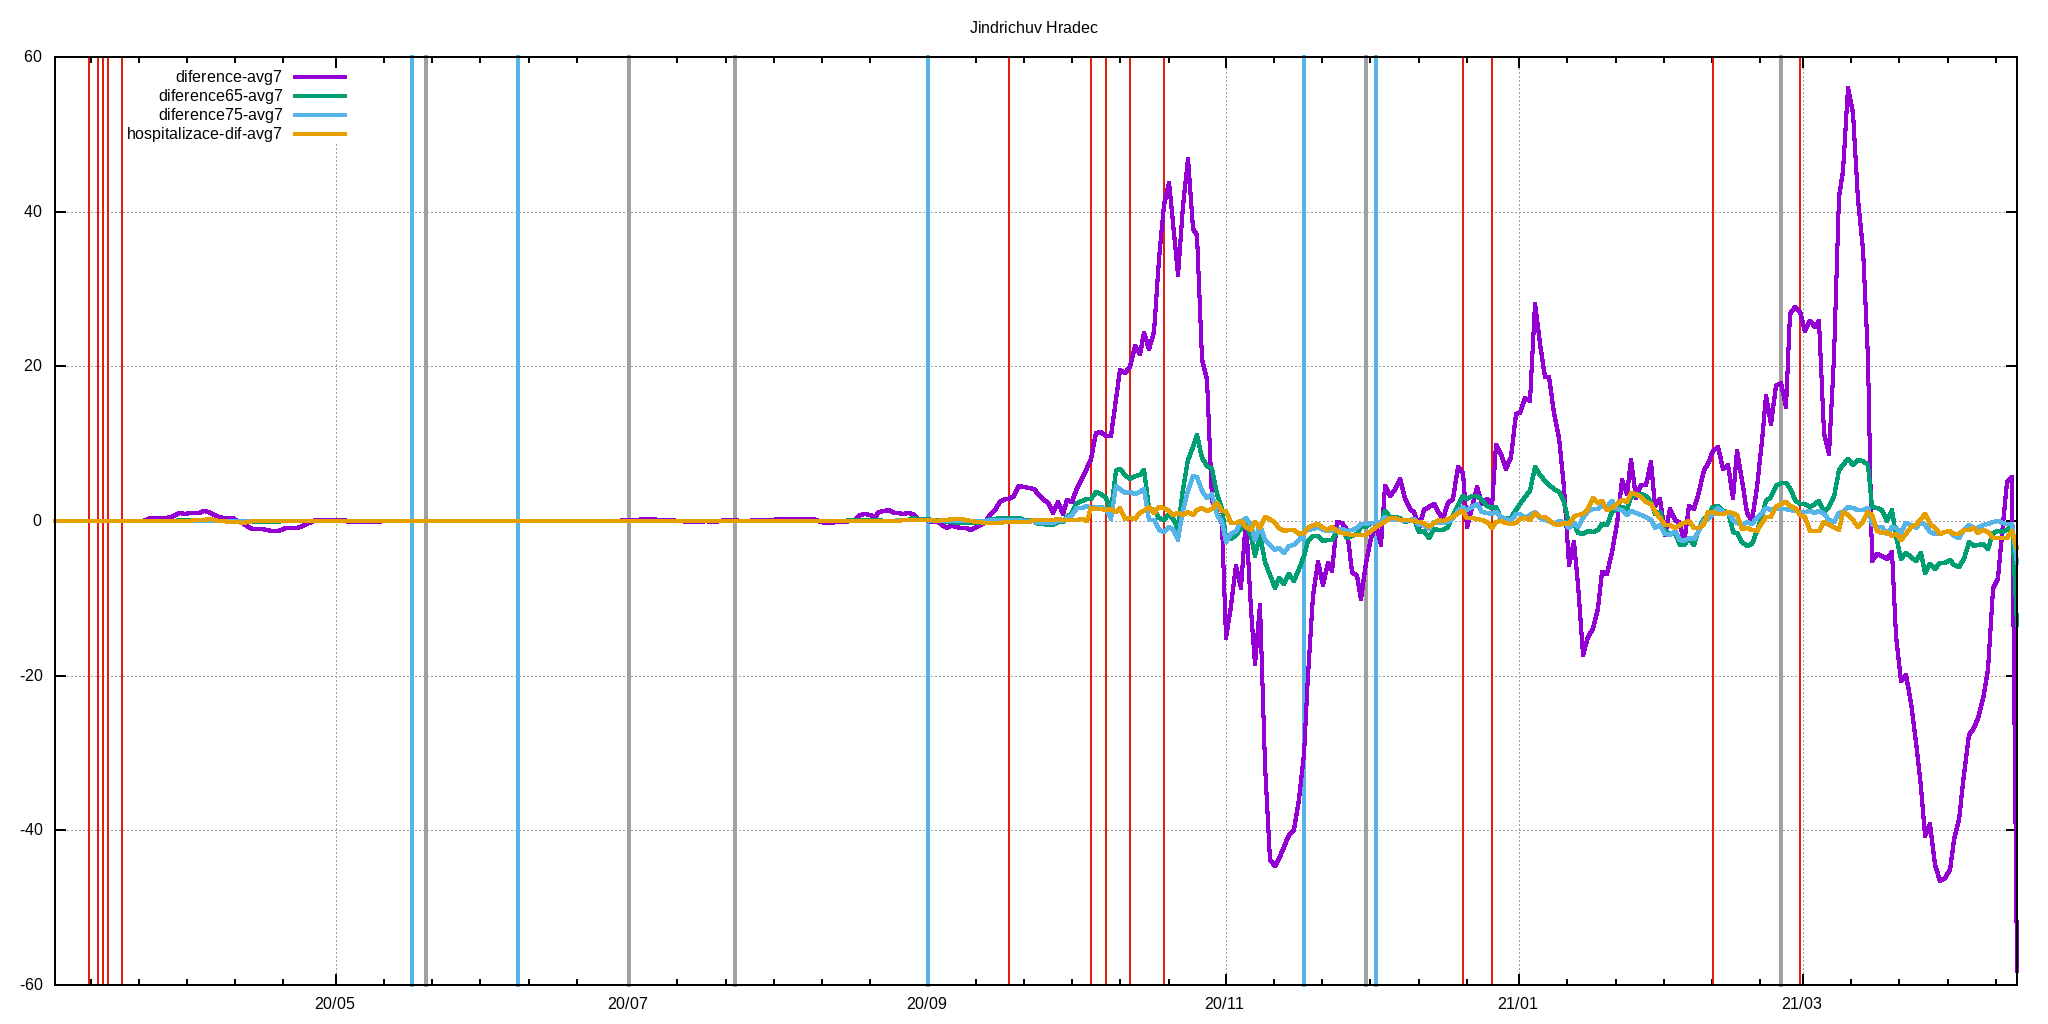 Jindrichuv Hradec
60
diference-avg7
diference65-avg7
diference75-avg7
hospitalizace-dif-avg7
40
20
0
-20
-40
-60
20/05
20/07
20/09
20/11
21/01
21/03